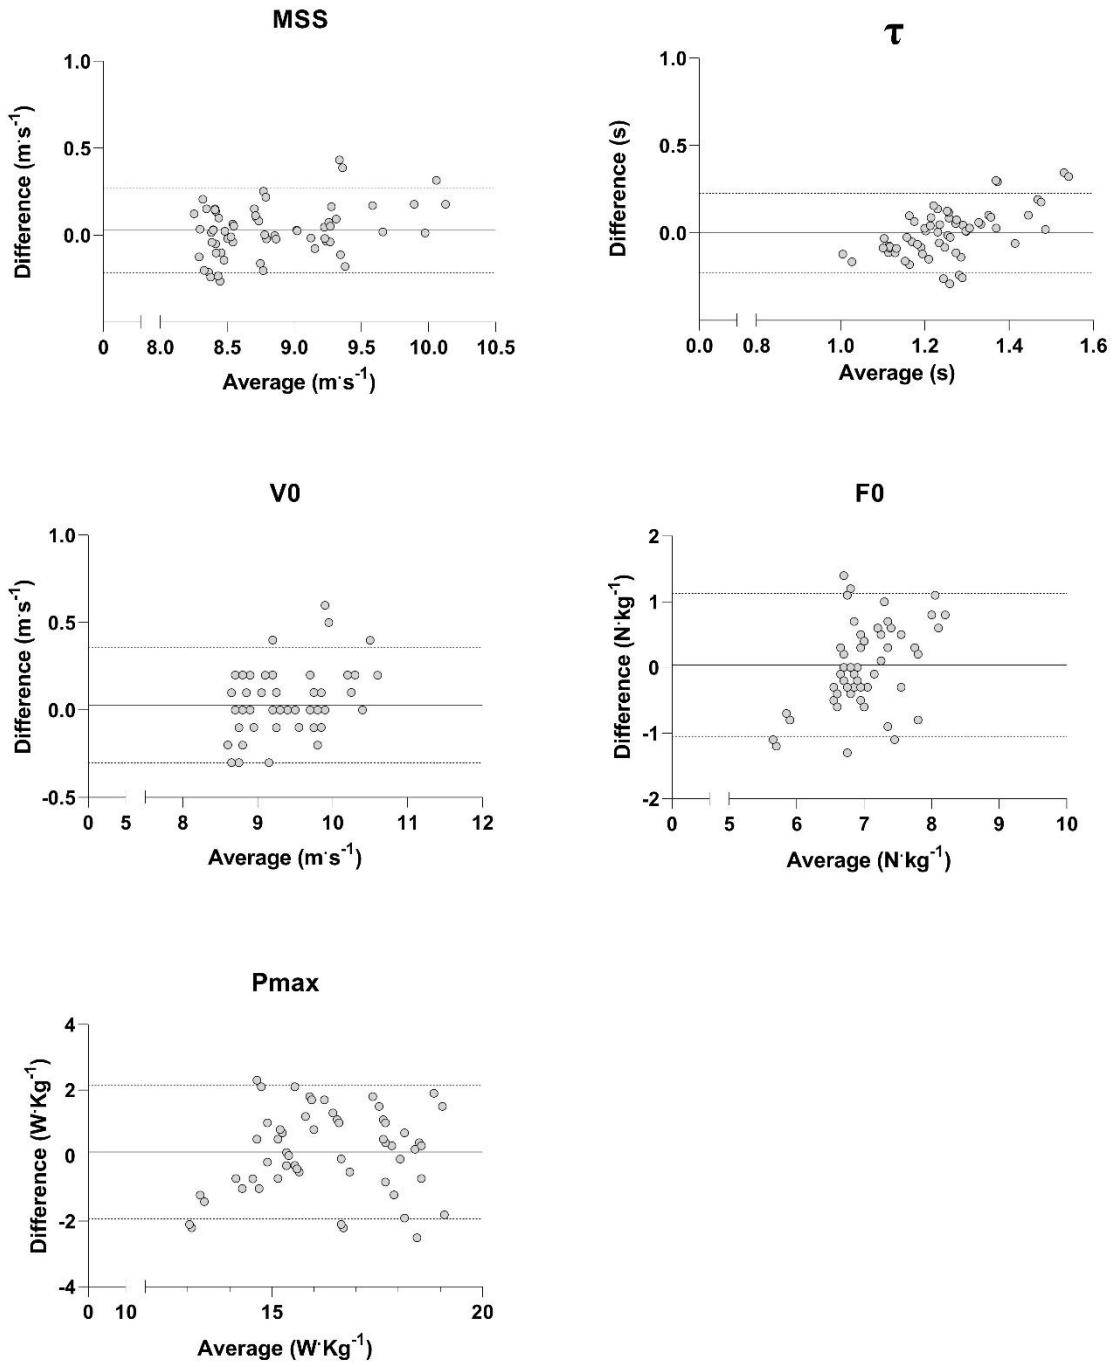 MSS
Difference (m·s⁻¹)
1.0
0.5
0.0
0 8.0 8.5 9.0 9.5 10.0 10.5
Average (m·s⁻¹)
τ
Difference (s)
1.0
0.5
0.0
0.0 0.8 1.0 1.2 1.4 1.6
Average (s)
V0
Difference (m·s⁻¹)
1.0
0.5
0.0
-0.5
0 5 8 9 10 11 12
Average (m·s⁻¹)
F0
Difference (N·kg⁻¹)
2
1
0
-1
-2
0 5 6 7 8 9 10
Average (N·kg⁻¹)
Pmax
Difference (W·Kg⁻¹)
4
2
0
-2
-4
0 10 15 20
Average (W·Kg⁻¹)